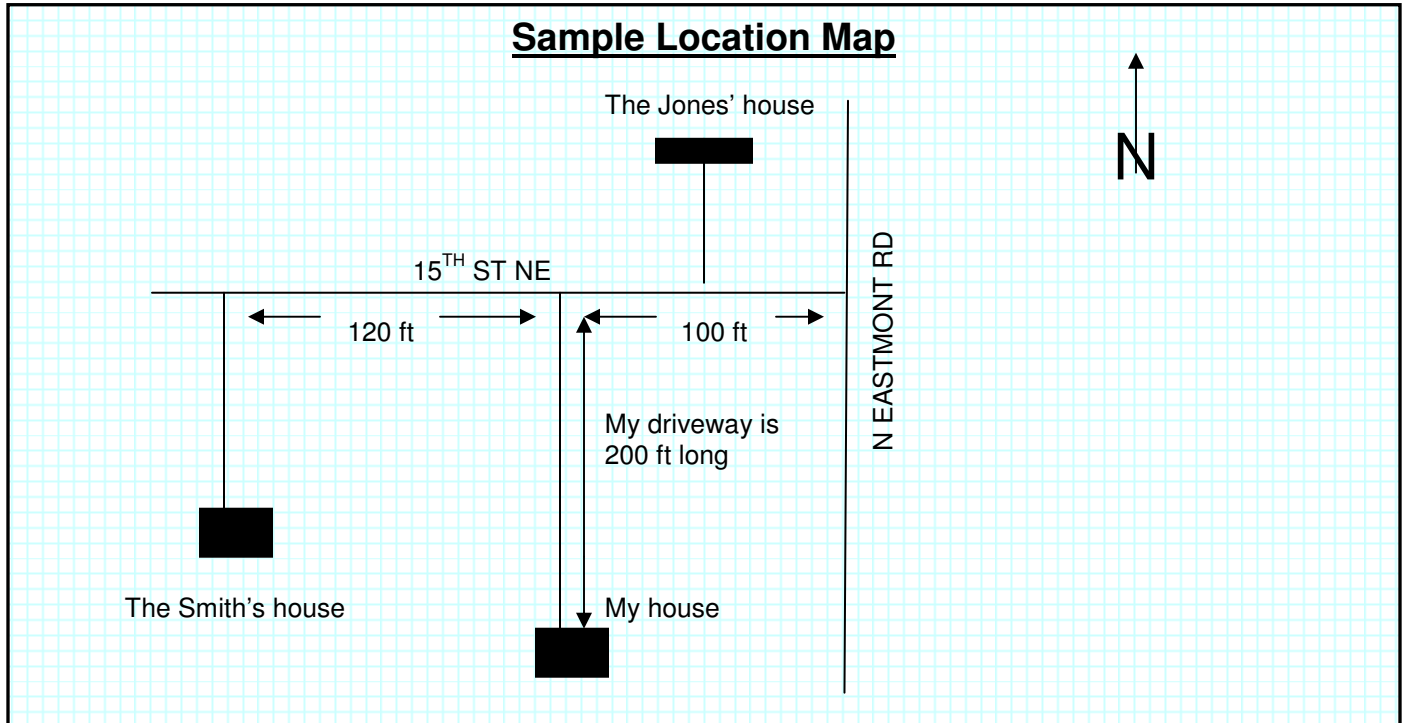 Sample Location Map
The Jones' house
N
N EASTMONT RD
15TH ST NE
120 ft
100 ft
My driveway is
200 ft long
The Smith's house
My house